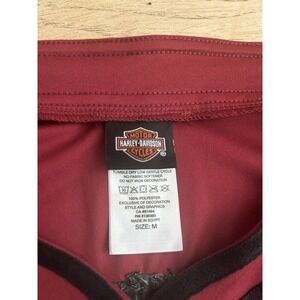 MOTOR
HARLEY-DAVIDSON
CYCLES
®
TUMBLE DRY LOW GENTLE CYCLE
NO FABRIC SOFTENER
DO NOT IRON DECORATION
100% POLYESTER
EXCLUSIVE OF DECORATION
STYLE AND GRAPHICS
MADE IN EGYPT
SIZE: M